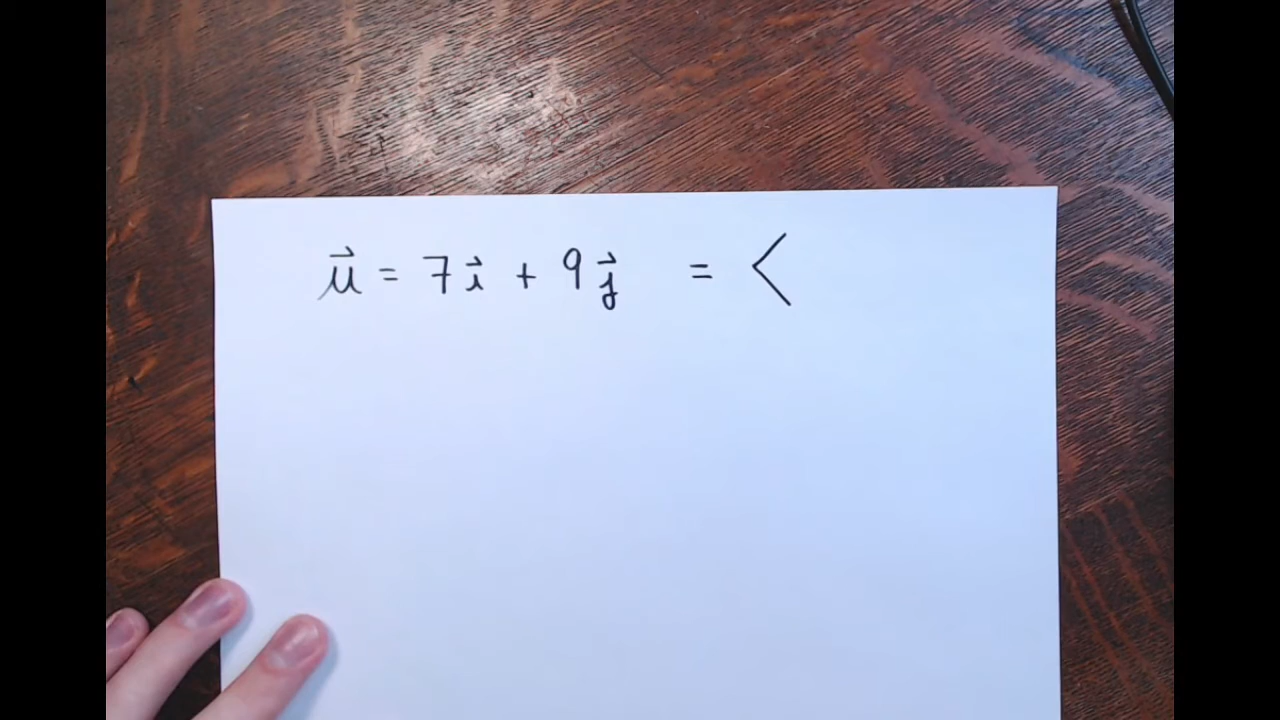 u⃗ = 7i⃗ + 9j⃗ = <